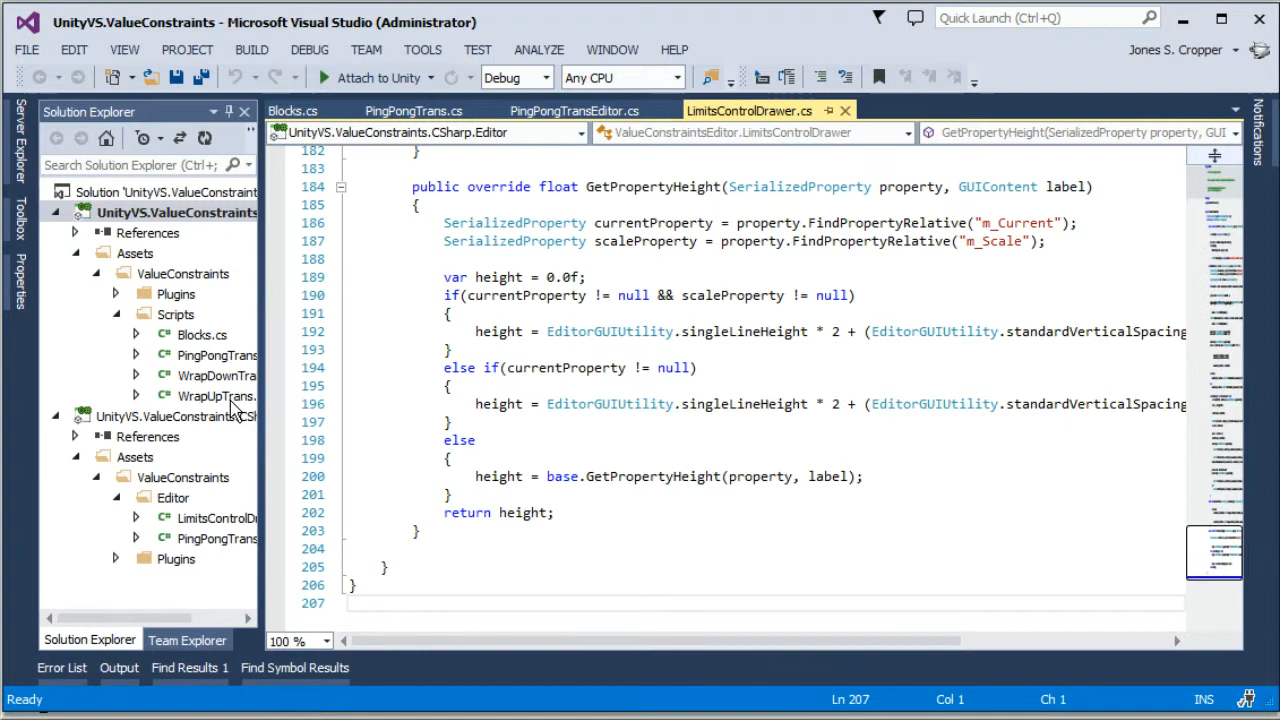 UnityVS.ValueConstraints - Microsoft Visual Studio (Administrator)
Quick Launch (Ctrl+Q)
FILE EDIT VIEW PROJECT BUILD DEBUG TEAM TOOLS TEST ANALYZE WINDOW HELP
Jones S. Cropper
Attach to Unity Debug Any CPU
Server Explorer
Toolbox
Properties
Solution Explorer
Search Solution Explorer (Ctrl+;
Solution 'UnityVS.ValueConstraint
UnityVS.ValueConstraints
References
Assets
ValueConstraints
Plugins
Scripts
Blocks.cs
PingPongTrans
WrapDownTra
WrapUpTrans.
UnityVS.ValueConstraints.CSh
References
Assets
ValueConstraints
Editor
LimitsControlDr
PingPongTrans
Plugins
Solution Explorer Team Explorer
Blocks.cs PingPongTrans.cs PingPongTransEditor.cs LimitsControlDrawer.cs
UnityVS.ValueConstraints.CSharp.Editor ValueConstraintsEditor.LimitsControlDrawer GetPropertyHeight(SerializedProperty property, GUI
182 }
183
184 public override float GetPropertyHeight(SerializedProperty property, GUIContent label)
185 {
186 SerializedProperty currentProperty = property.FindPropertyRelative("m_Current");
187 SerializedProperty scaleProperty = property.FindPropertyRelative("m_Scale");
188
189 var height = 0.0f;
190 if(currentProperty != null && scaleProperty != null)
191 {
192 height = EditorGUIUtility.singleLineHeight * 2 + (EditorGUIUtility.standardVerticalSpacing
193 }
194 else if(currentProperty != null)
195 {
196 height = EditorGUIUtility.singleLineHeight * 2 + (EditorGUIUtility.standardVerticalSpacing
197 }
198 else
199 {
200 height = base.GetPropertyHeight(property, label);
201 }
202 return height;
203 }
204
205 }
206 }
207
100 %
Notifications
Error List Output Find Results 1 Find Symbol Results
Ready Ln 207 Col 1 Ch 1 INS